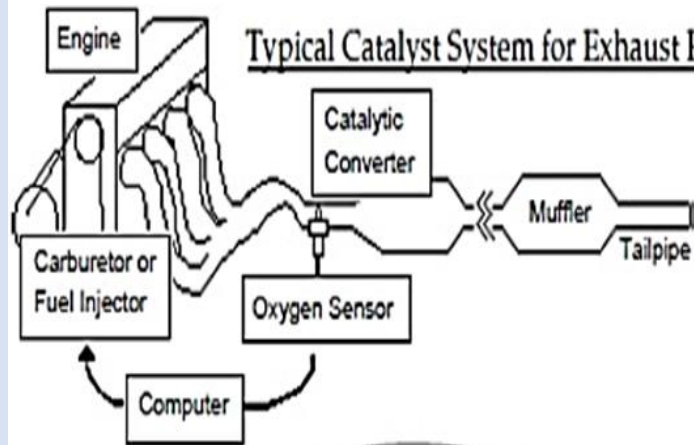 Engine
Typical Catalyst System for Exhaust
Catalytic
Converter
Muffler
Tailpipe
Carburetor or
Fuel Injector
Oxygen Sensor
Computer